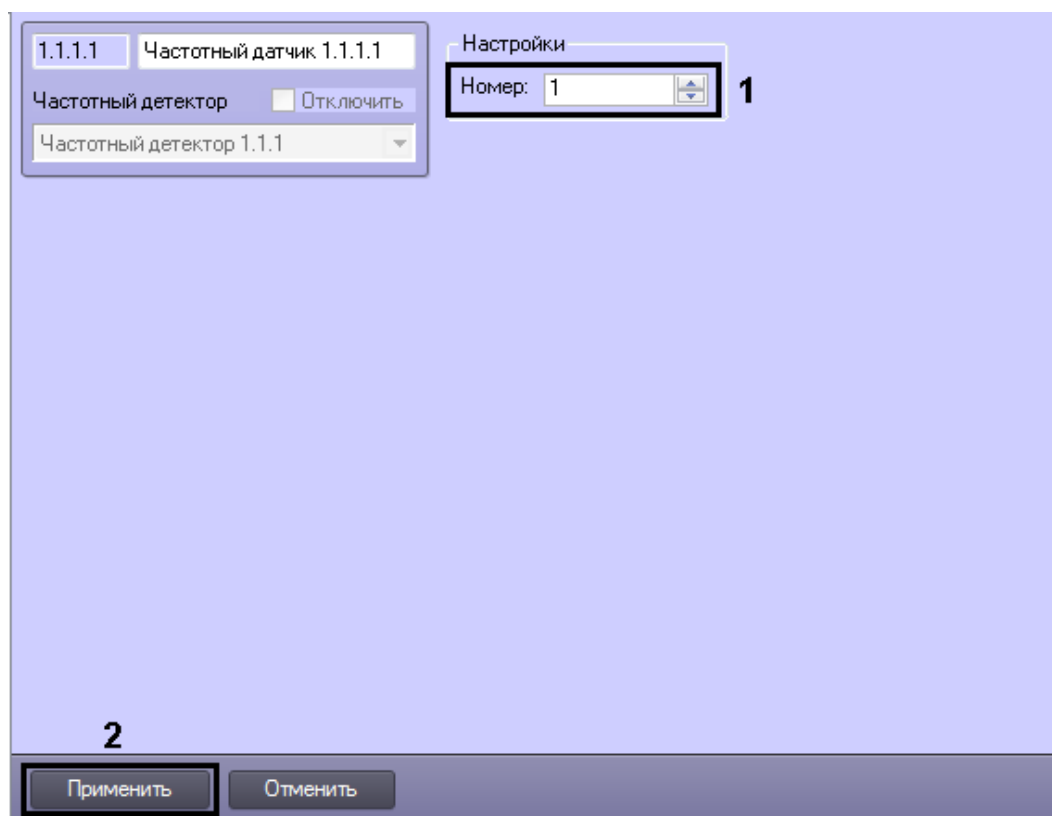 1.1.1.1 Частотный датчик 1.1.1.1
Частотный детектор Отключить
Частотный детектор 1.1.1
Настройки
Номер: 1
1
2
Применить Отменить